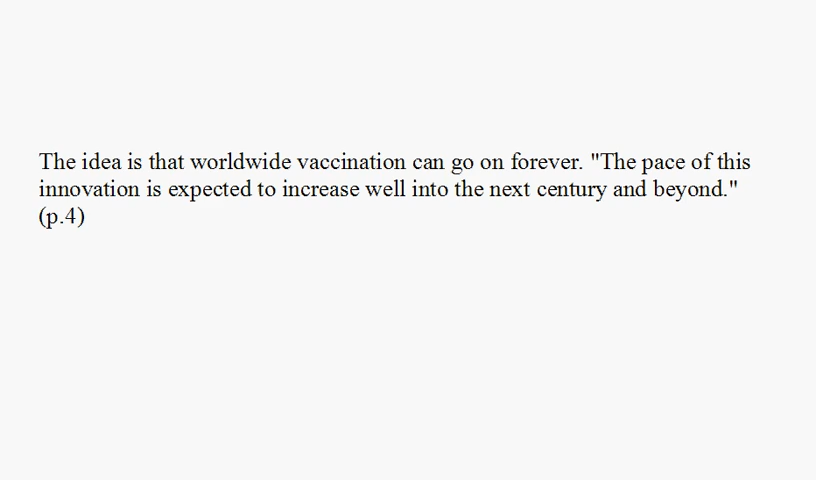 The idea is that worldwide vaccination can go on forever. "The pace of this
innovation is expected to increase well into the next century and beyond."
(p.4)